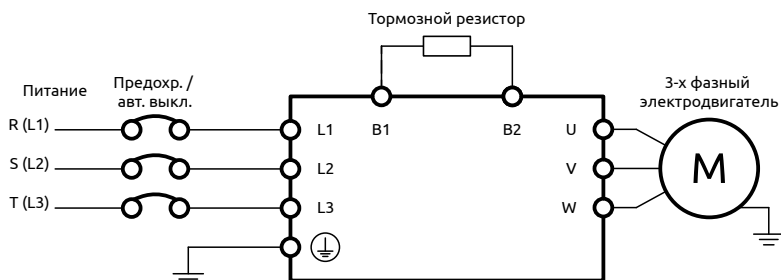 Тормозной резистор
Питание
Предохр. /
авт. выкл.
3-х фазный
электродвигатель
R (L1)
L1
B1
B2
U
S (L2)
L2
V
M
T (L3)
L3
W